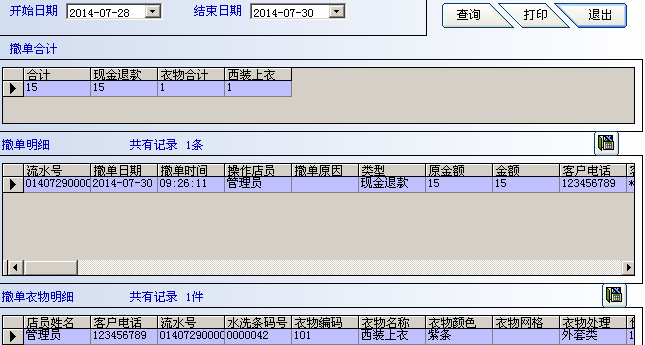 开始日期 2014-07-28 结束日期 2014-07-30 查询 打印 退出
撤单合计
合计 现金退款 衣物合计 西装上衣
15 15 1 1
撤单明细 共有记录 1条
流水号 撤单日期 撤单时间 操作店员 撤单原因 类型 原金额 金额 客户电话
01407290000 2014-07-30 09:26:11 管理员 现金退款 15 15 123456789 *
撤单衣物明细 共有记录 1件
店员姓名 客户电话 流水号 水洗条码号 衣物编码 衣物名称 衣物颜色 衣物网格 衣物处理
管理员 123456789 01407290000 0000042 101 西装上衣 紫条 外套类 1